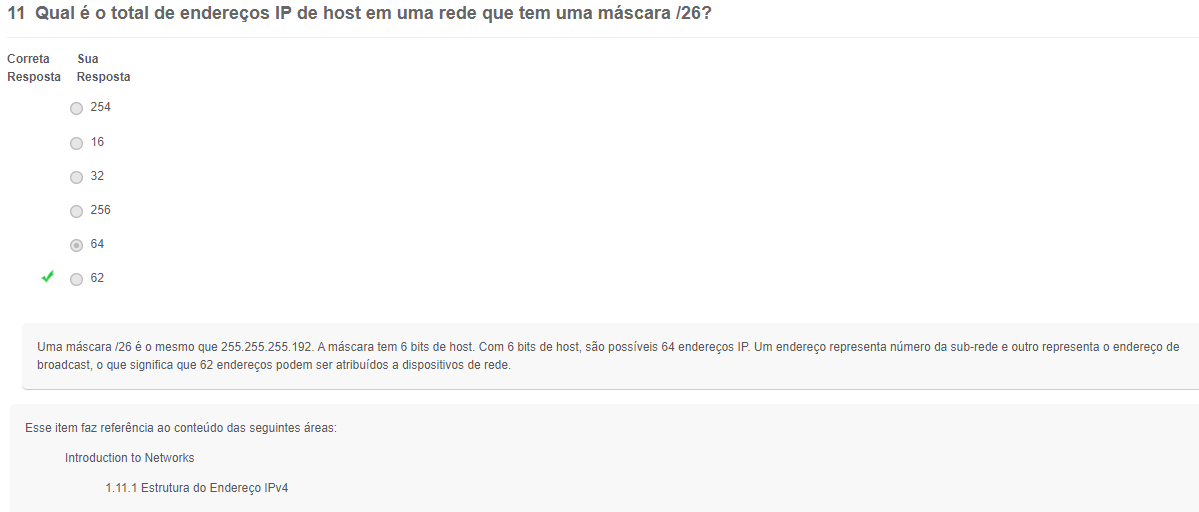 11 Qual é o total de endereços IP de host em uma rede que tem uma máscara /26?
Correta Sua
Resposta Resposta
254
16
32
256
64
62
Uma máscara /26 é o mesmo que 255.255.255.192. A máscara tem 6 bits de host. Com 6 bits de host, são possíveis 64 endereços IP. Um endereço representa número da sub-rede e outro representa o endereço de
broadcast, o que significa que 62 endereços podem ser atribuídos a dispositivos de rede.
Esse item faz referência ao conteúdo das seguintes áreas:
Introduction to Networks
1.11.1 Estrutura do Endereço IPv4